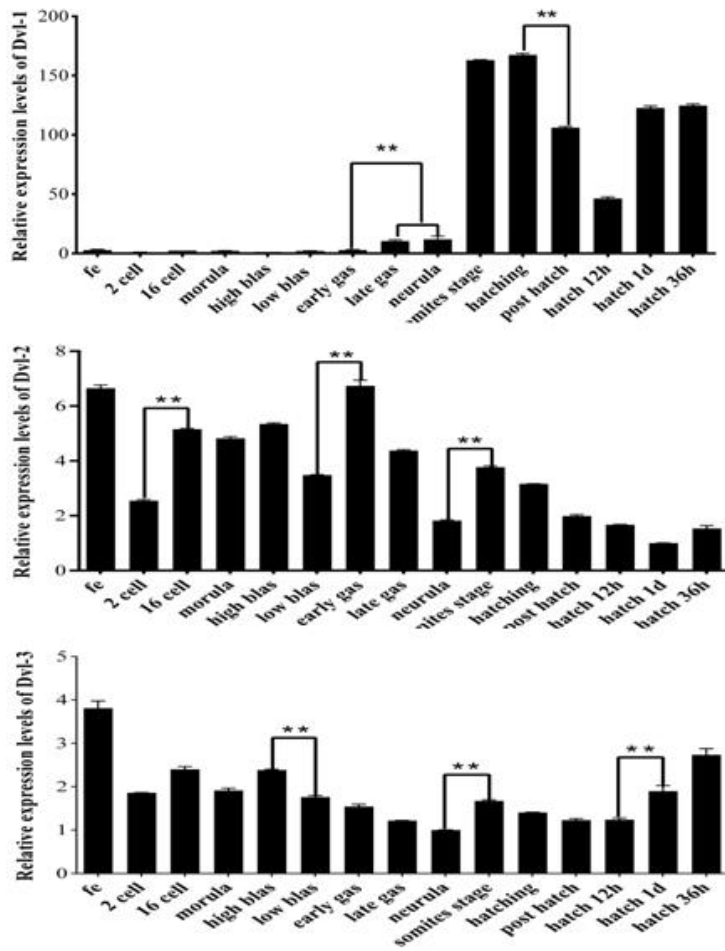 Relative expression levels of Dvl-1
200
150
100
50
0
**
**
fe
2 cell
16 cell
morula
high blas
low blas
early gas
late gas
neurula
omites stage
hatching
post hatch
hatch 12h
hatch 1d
hatch 36h
Relative expression levels of Dvl-2
8
6
4
2
0
**
**
**
fe
2 cell
16 cell
morula
high blas
low blas
early gas
late gas
neurula
mites stage
hatching
post hatch
hatch 12h
hatch 1d
hatch 36h
Relative expression levels of Dvl-3
5
4
3
2
1
0
**
**
**
fe
2 cell
16 cell
morula
high blas
low blas
early gas
late gas
neurula
somites stage
hatching
post hatch
hatch 12h
hatch 1d
hatch 36h